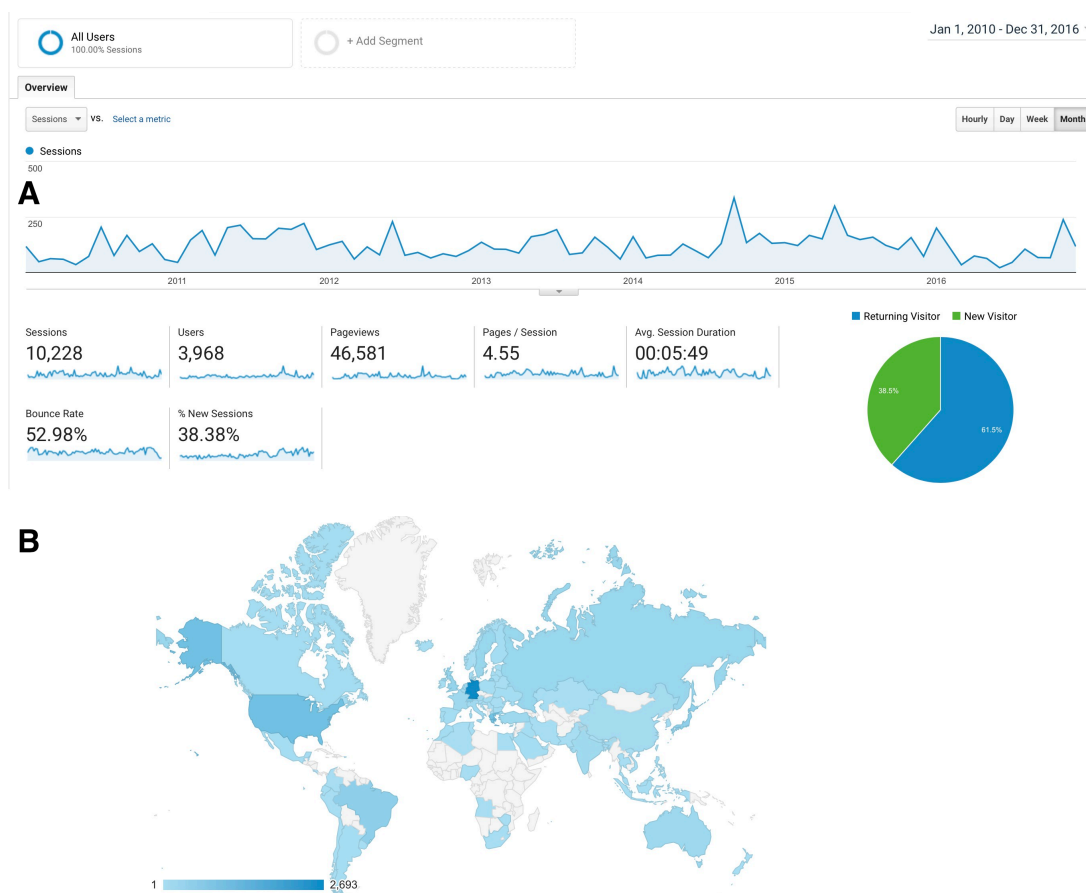 All Users
100.00% Sessions
+ Add Segment
Jan 1, 2010 - Dec 31, 2016
Overview
Sessions VS. Select a metric
Hourly Day Week Month
Sessions
500
A
250
2011 2012 2013 2014 2015 2016
Returning Visitor New Visitor
Sessions Users Pageviews Pages / Session Avg. Session Duration
10,228 3,968 46,581 4.55 00:05:49
38.5%
61.5%
Bounce Rate % New Sessions
52.98% 38.38%
B
1 2,693